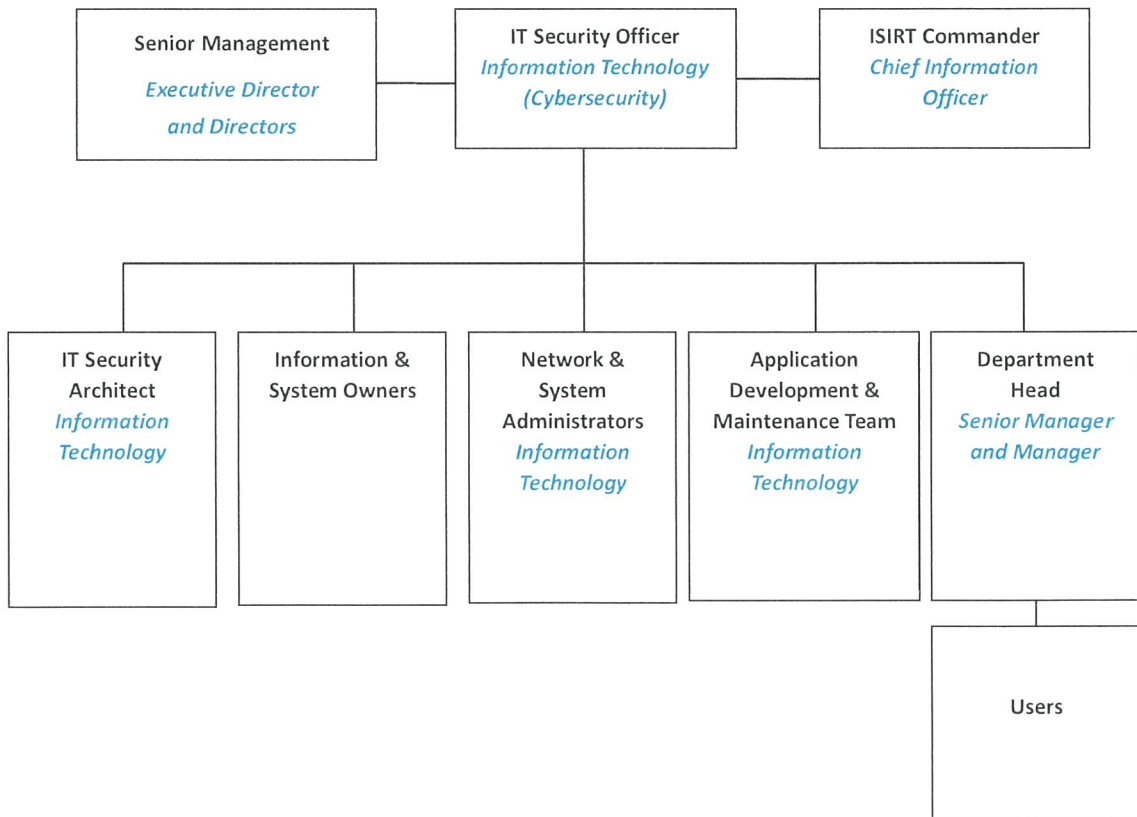 Senior Management
Executive Director
and Directors
IT Security Officer
Information Technology
(Cybersecurity)
ISIRT Commander
Chief Information
Officer
IT Security
Architect
Information
Technology
Information &
System Owners
Network &
System
Administrators
Information
Technology
Application
Development &
Maintenance Team
Information
Technology
Department
Head
Senior Manager
and Manager
Users